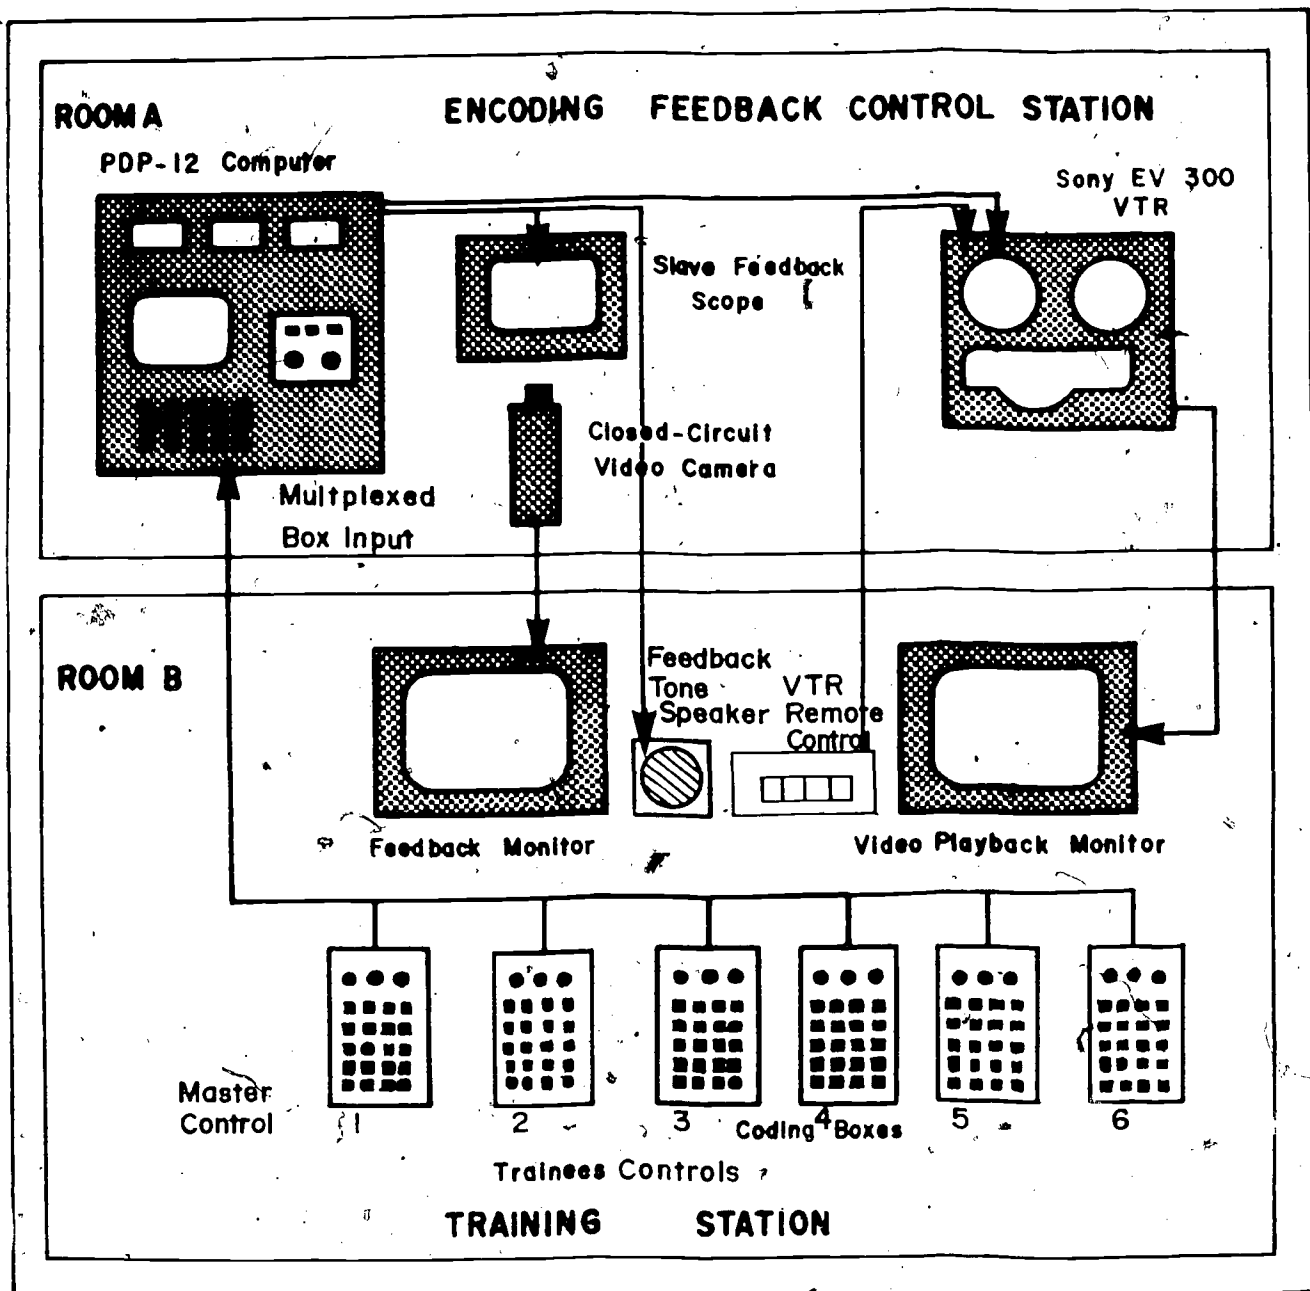 ROOM A
ENCODING FEEDBACK CONTROL STATION
PDP-12 Computer
Sony EV 300
VTR
Slave Feedback
Scope
Closed-Circuit
Video Camera
Multplexed
Box Input
ROOM B
Feedback
Tone
Speaker
VTR
Remote
Control
Feedback Monitor
Video Playback Monitor
Master
Control
1
2
3
4
5
6
Coding Boxes
Trainees Controls
TRAINING STATION